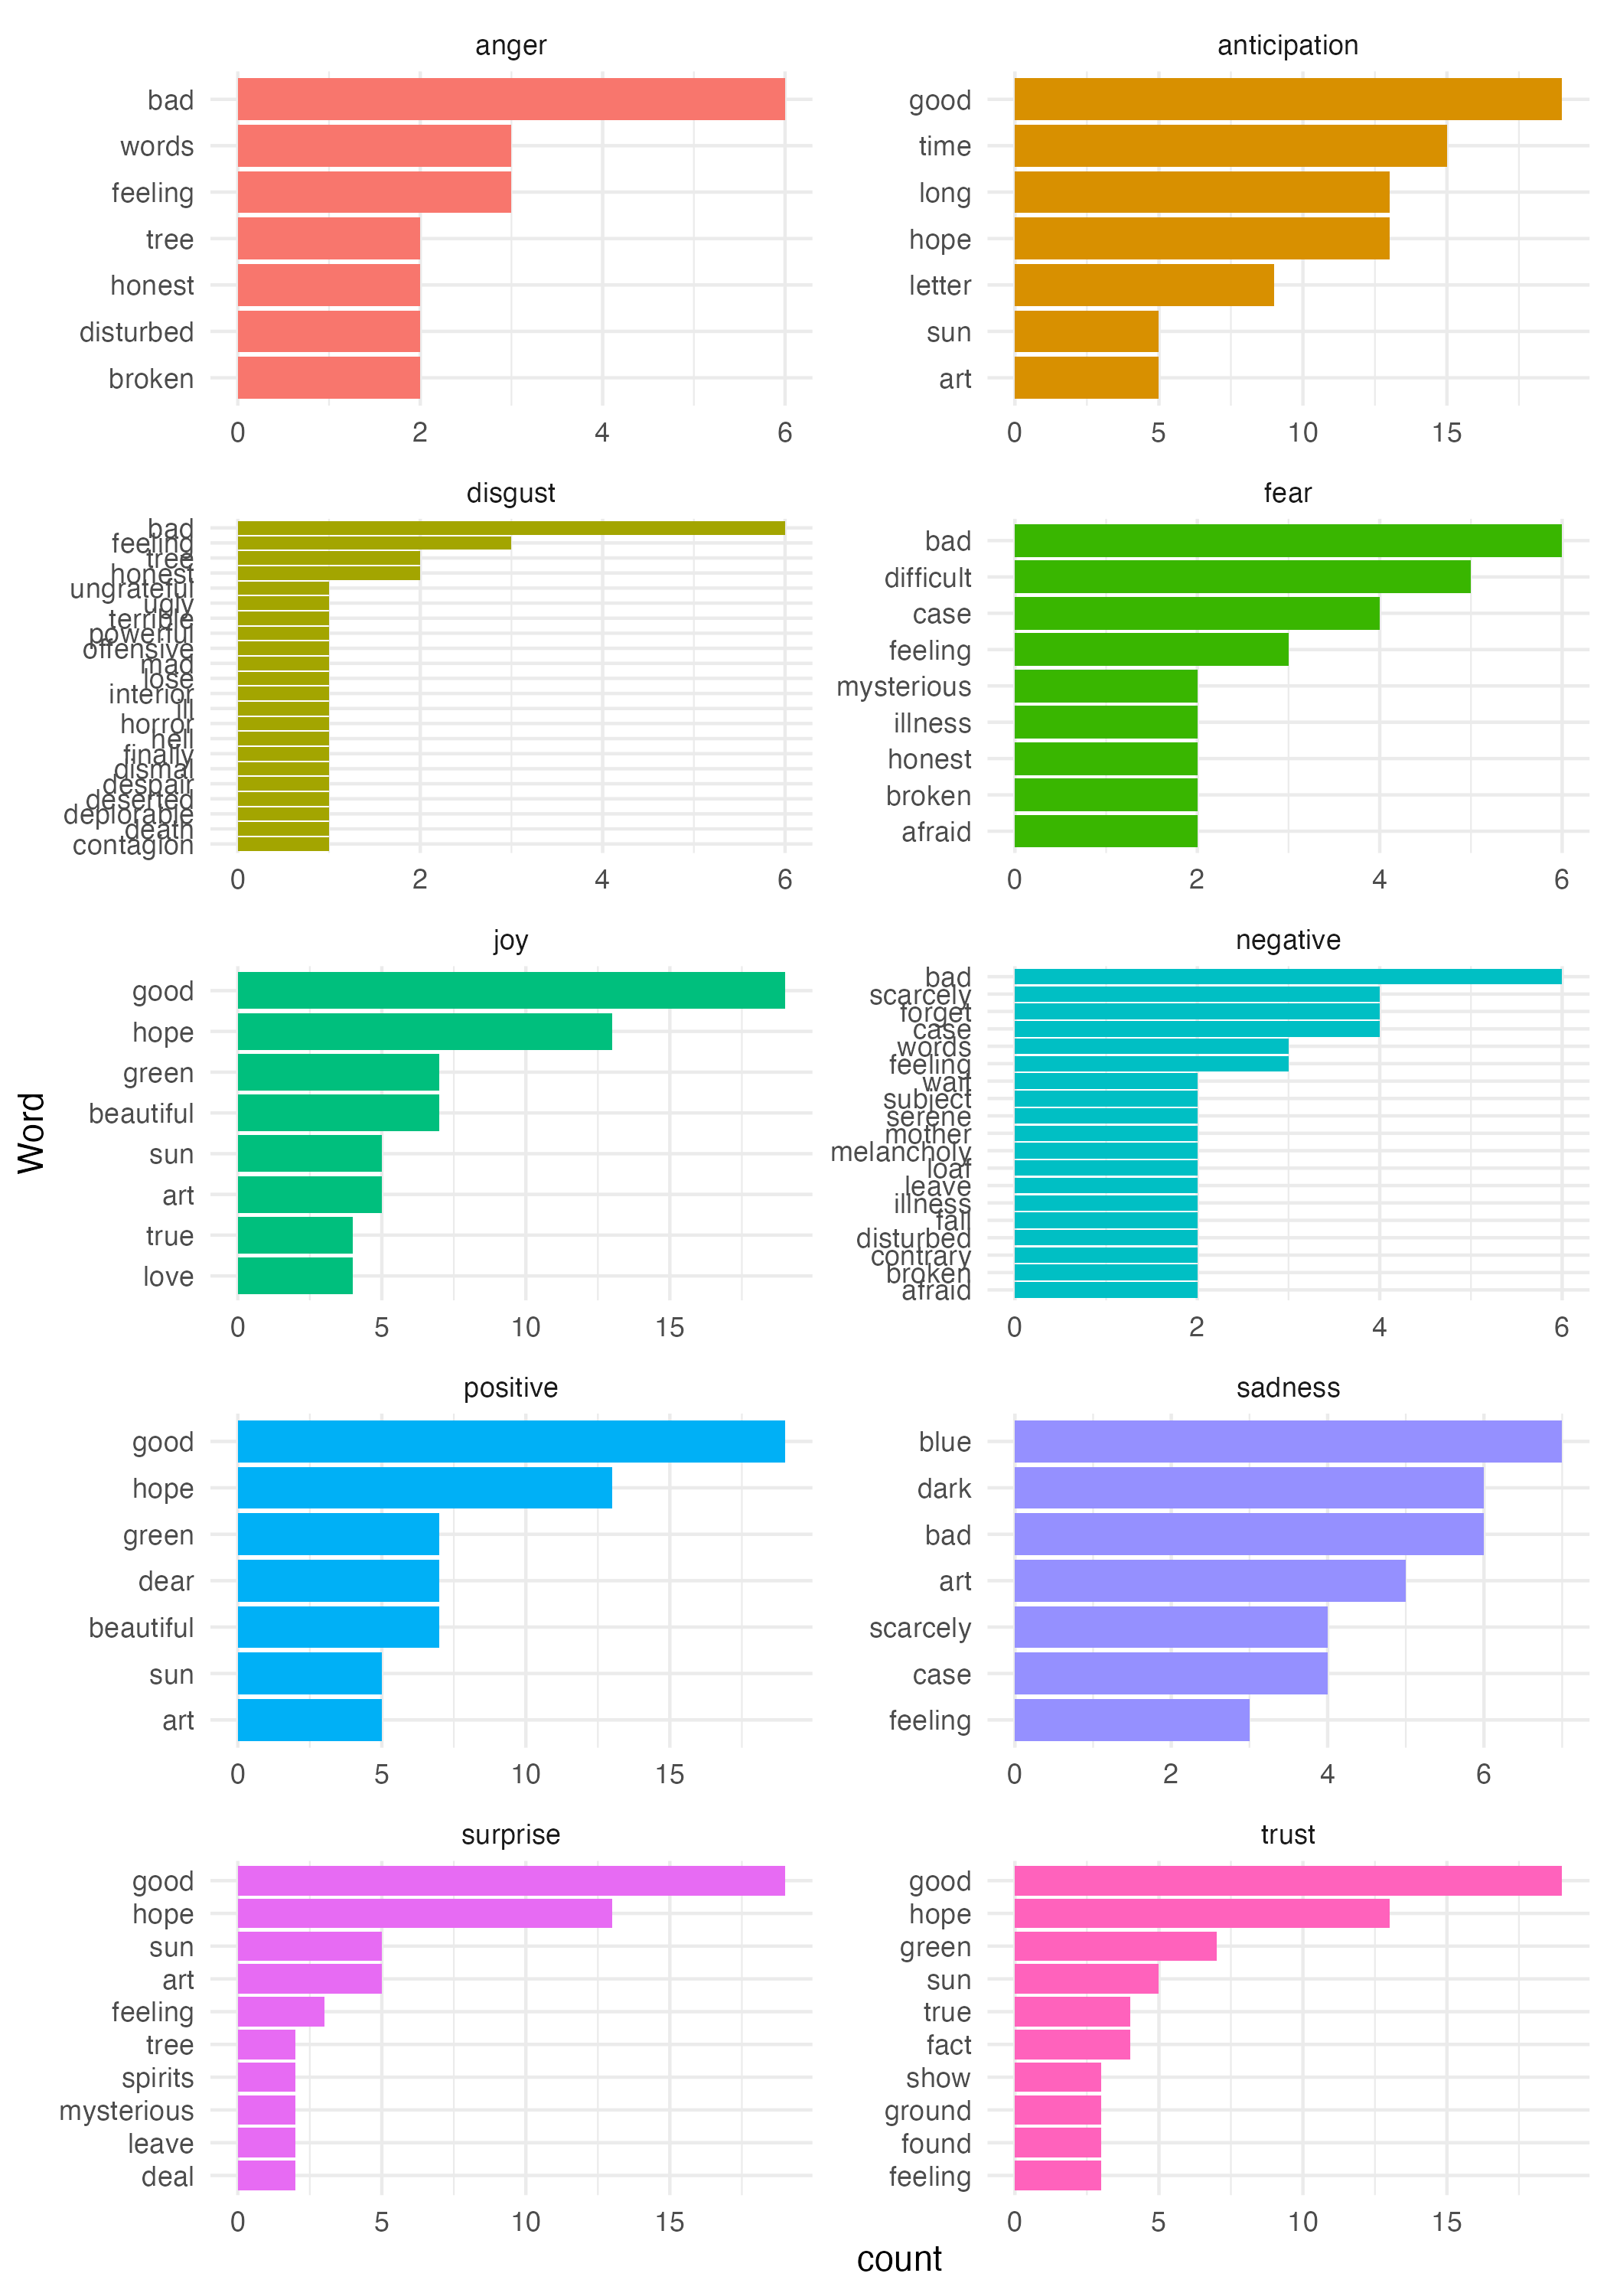 anger
bad
words
feeling
tree
honest
disturbed
broken
0 2 4 6
anticipation
good
time
long
hope
letter
sun
art
0 5 10 15
disgust
bad
feeling
tree
honest
ungrateful
ugly
terrible
powerful
offensive
mad
lose
interior
ill
horror
hell
finally
dismal
despair
deserted
deplorable
death
contagion
0 2 4 6
fear
bad
difficult
case
feeling
mysterious
illness
honest
broken
afraid
0 2 4 6
joy
good
hope
green
beautiful
sun
art
true
love
0 5 10 15
negative
bad
scarcely
forget
case
words
feeling
wait
subject
serene
mother
melancholy
loaf
leave
illness
fall
disturbed
contrary
broken
afraid
0 2 4 6
positive
good
hope
green
dear
beautiful
sun
art
0 5 10 15
sadness
blue
dark
bad
art
scarcely
case
feeling
0 2 4 6
surprise
good
hope
sun
art
feeling
tree
spirits
mysterious
leave
deal
0 5 10 15
trust
good
hope
green
sun
true
fact
show
ground
found
feeling
0 5 10 15
Word
count